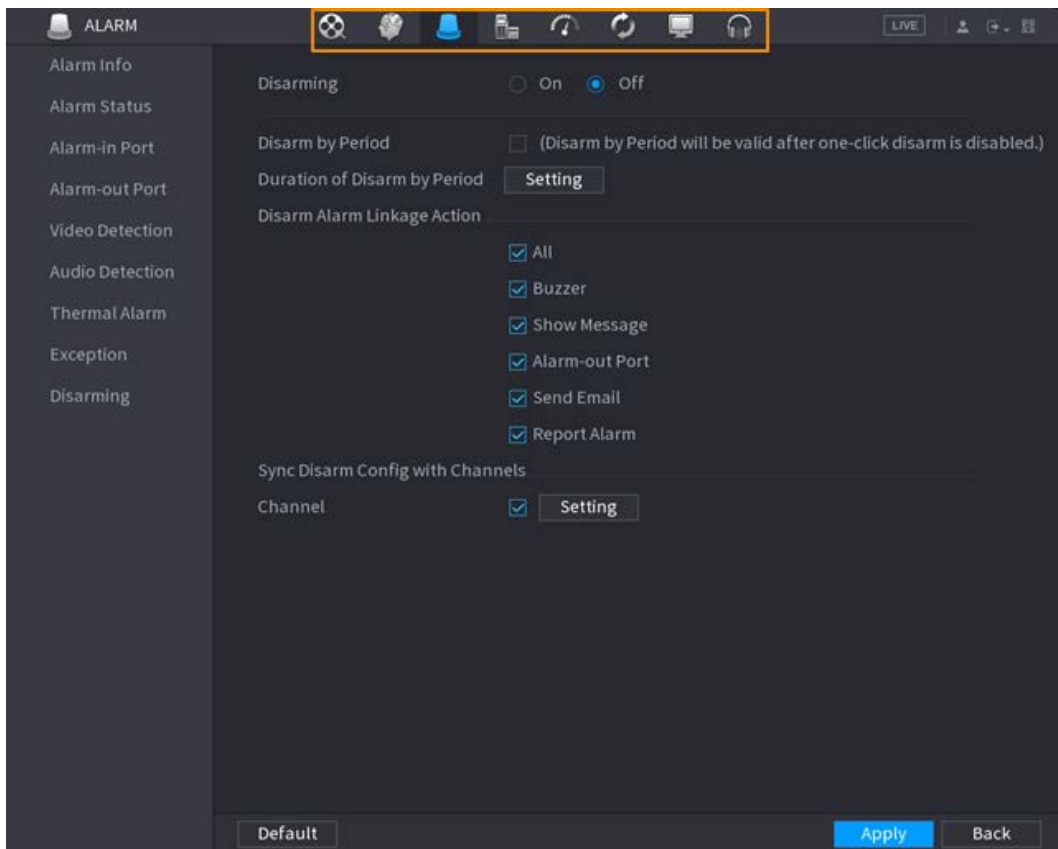 ALARM
LIVE
Alarm Info
Alarm Status
Alarm-in Port
Alarm-out Port
Video Detection
Audio Detection
Thermal Alarm
Exception
Disarming
Disarming On Off
Disarm by Period (Disarm by Period will be valid after one-click disarm is disabled.)
Duration of Disarm by Period Setting
Disarm Alarm Linkage Action
All
Buzzer
Show Message
Alarm-out Port
Send Email
Report Alarm
Sync Disarm Config with Channels
Channel Setting
Default Apply Back